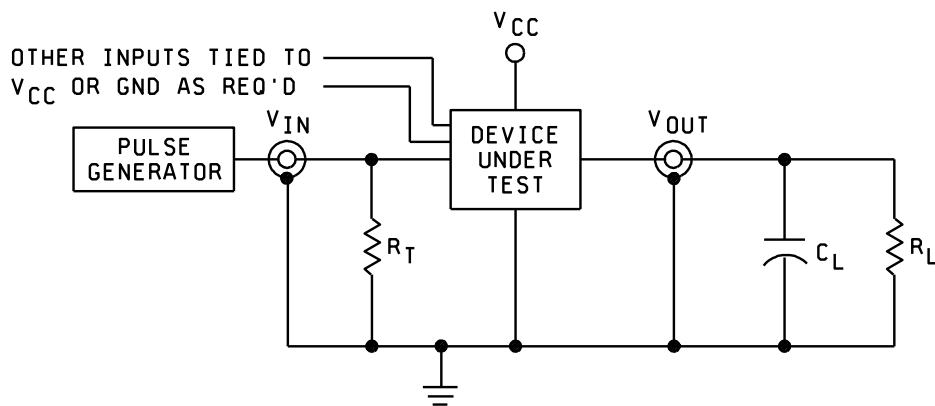 V CC
OTHER INPUTS TIED TO
V CC OR GND AS REQ'D
V IN
V OUT
PULSE
GENERATOR
DEVICE
UNDER
TEST
R T
C L
R L